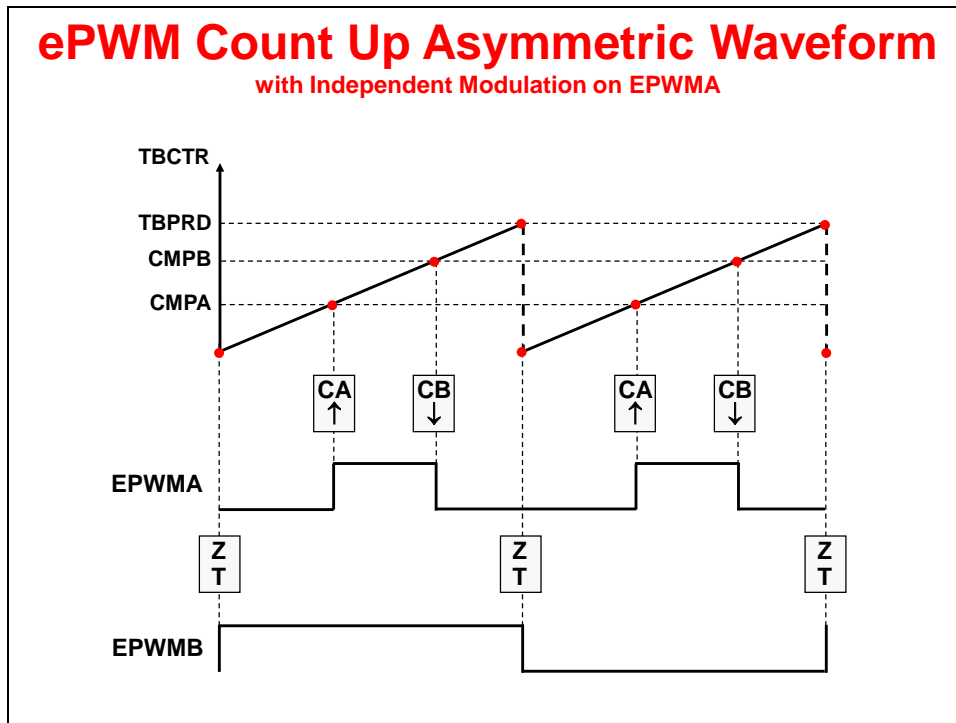 ePWM Count Up Asymmetric Waveform
with Independent Modulation on EPWMA
TBCTR
TBPRD
CMPB
CMPA
CA
↑
CB
↓
CA
↑
CB
↓
EPWMA
Z
T
Z
T
Z
T
EPWMB